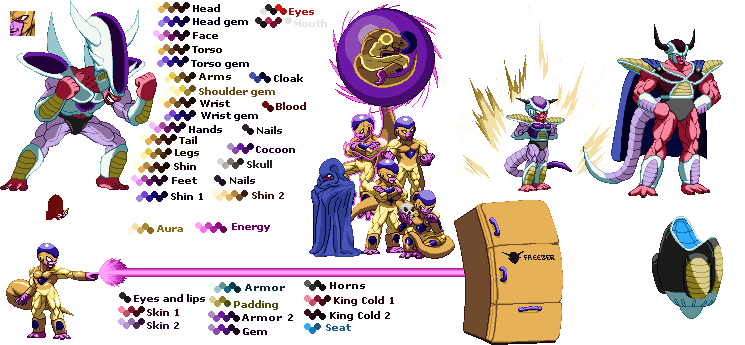 Head
Eyes
Head gem
Mouth
Face
Torso
Torso gem
Arms
Cloak
Shoulder gem
Wrist
Blood
Wrist gem
Hands
Nails
Tail
Legs
Cocoon
Shin
Skull
Feet
Nails
Shin 1
Shin 2
Aura
Energy
FREEZER
Eyes and lips
Armor
Horns
Skin 1
Padding
King Cold 1
Skin 2
Armor 2
King Cold 2
Gem
Seat